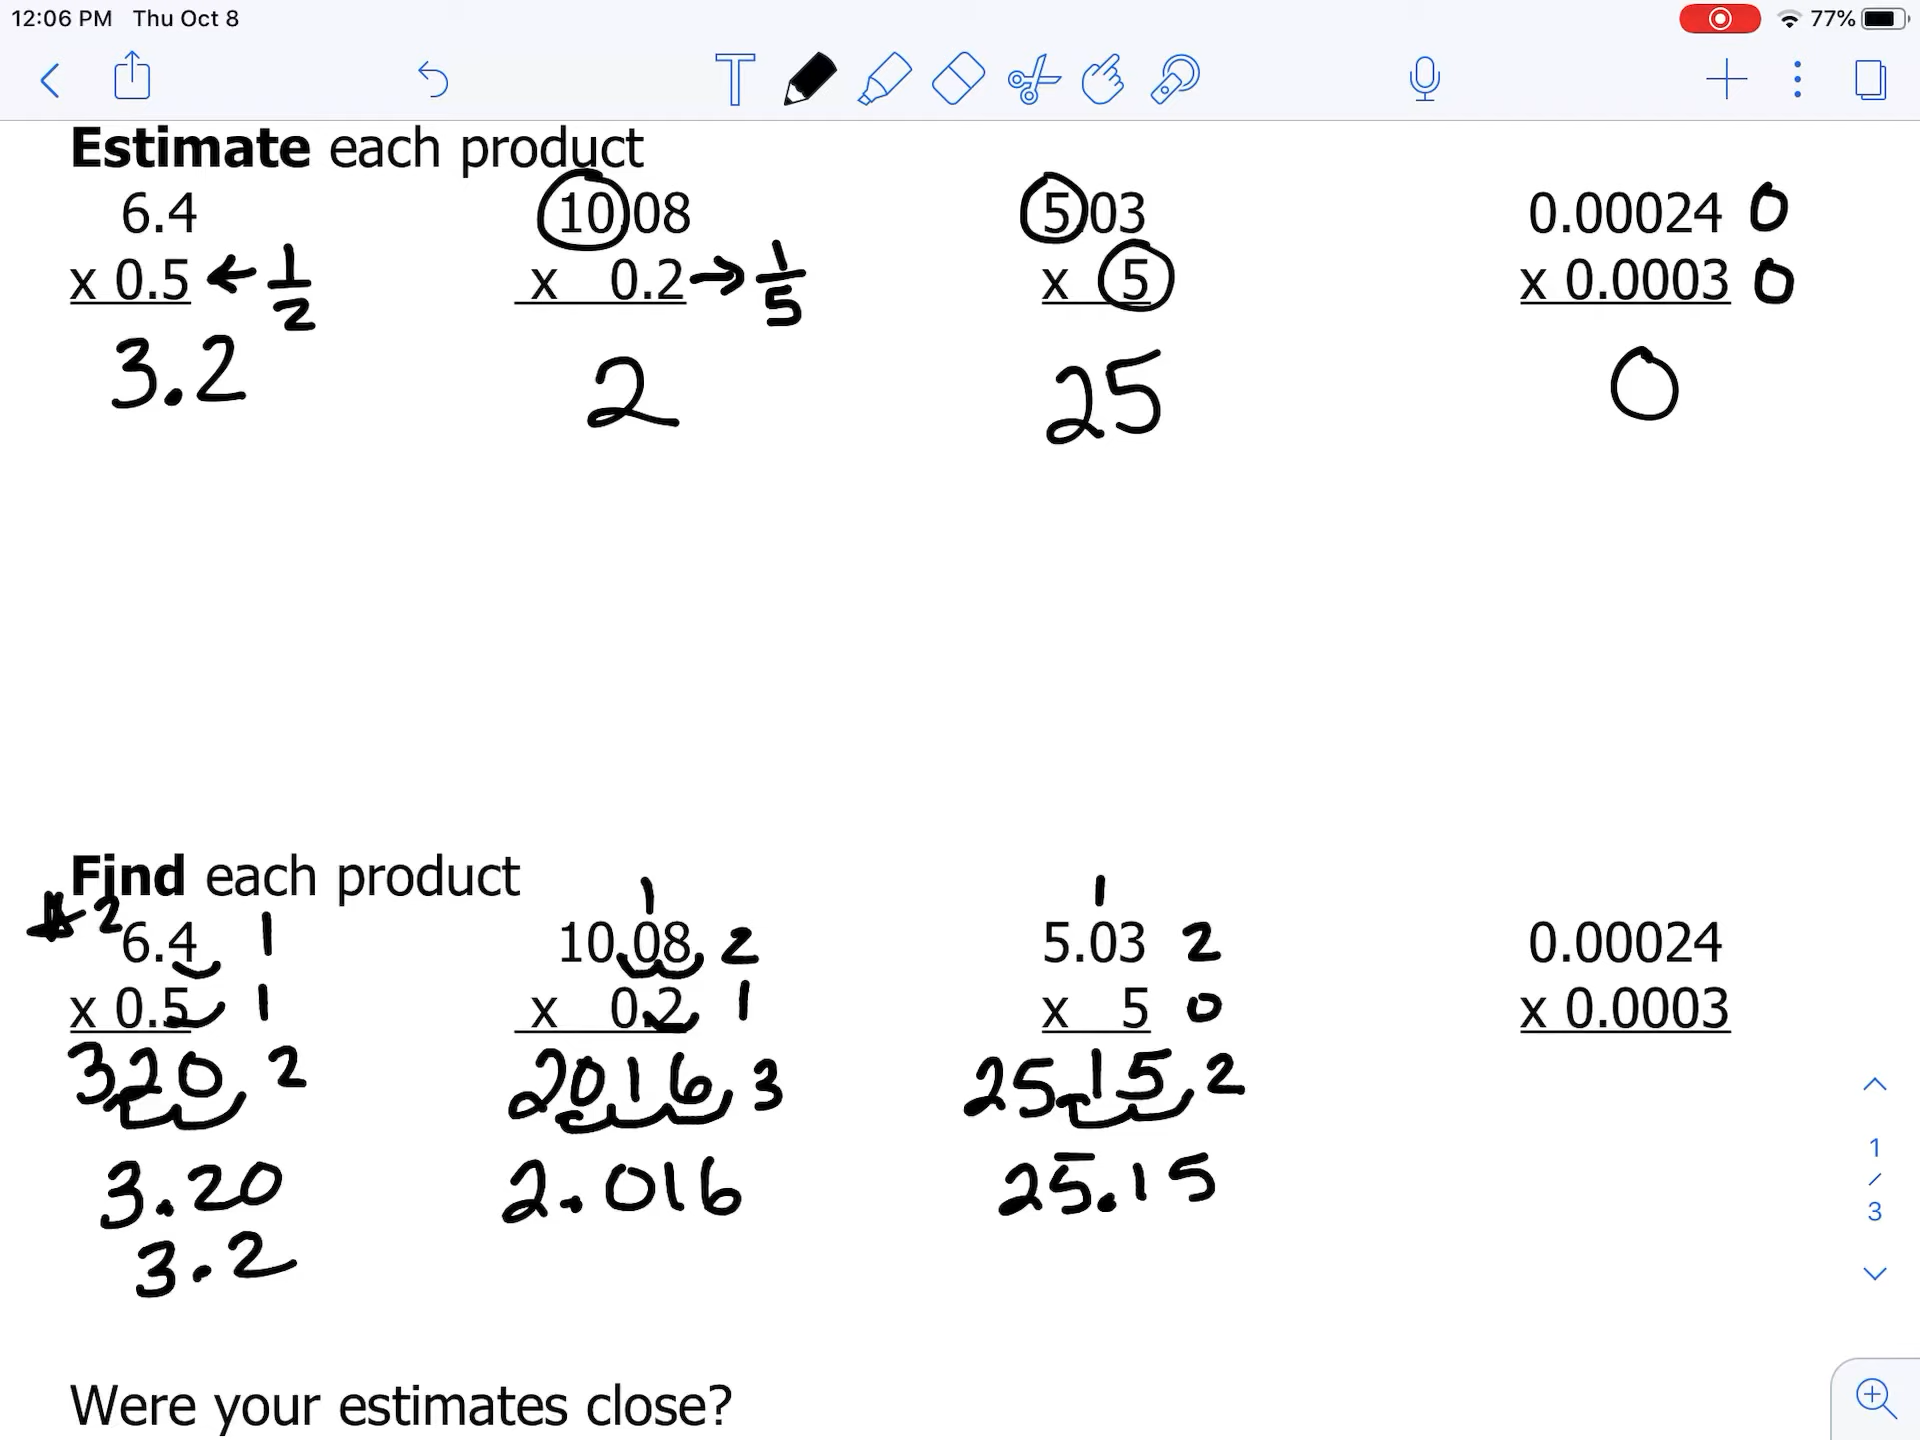 12:06 PM Thu Oct 8 77%
T
Estimate each product
6.4 10.08 5.03 0.00024 0
x 0.5 ← 1/2 x 0.2 → 1/5 x 5 x 0.0003 0
3.2 2 25 0
Find each product
2 1 1
6.4 1 10.08 2 5.03 2 0.00024
x 0.5 1 x 0.2 1 x 5 0 x 0.0003
320. 2 2016. 3 25.15. 2
3.20 2.016 25.15
3.2
1
/
3
Were your estimates close?